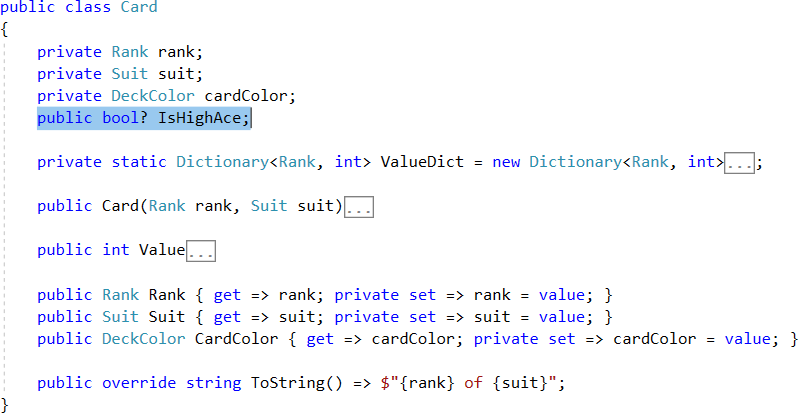 public class Card
{
private Rank rank;
private Suit suit;
private DeckColor cardColor;
public bool? IsHighAce;
private static Dictionary<Rank, int> ValueDict = new Dictionary<Rank, int>...;
public Card(Rank rank, Suit suit)...
public int Value...
public Rank Rank { get => rank; private set => rank = value; }
public Suit Suit { get => suit; private set => suit = value; }
public DeckColor CardColor { get => cardColor; private set => cardColor = value; }
public override string ToString() => $"{rank} of {suit}";
}